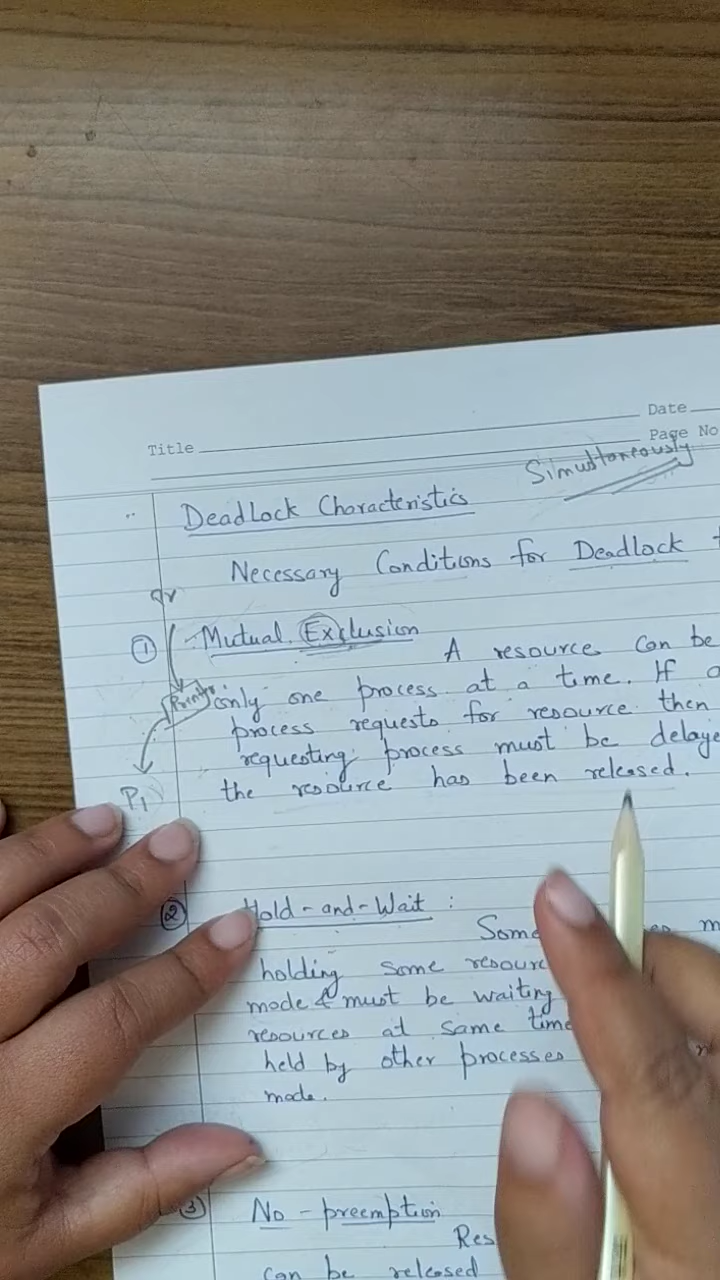 Date
Title
Page No
Simultaneously
Deadlock Characteristics
Necessary Conditions for Deadlock
① Mutual Exclusion
A resource can be
only one process at a time. If
process requests for resource then
requesting process must be delaye
the resource has been released.
Printer
P1
② Hold-and-Wait :
Some
holding some resourc
mode & must be waiting
resources at same time
held by other processes
mode.
③ No-preemption
Res
can be released